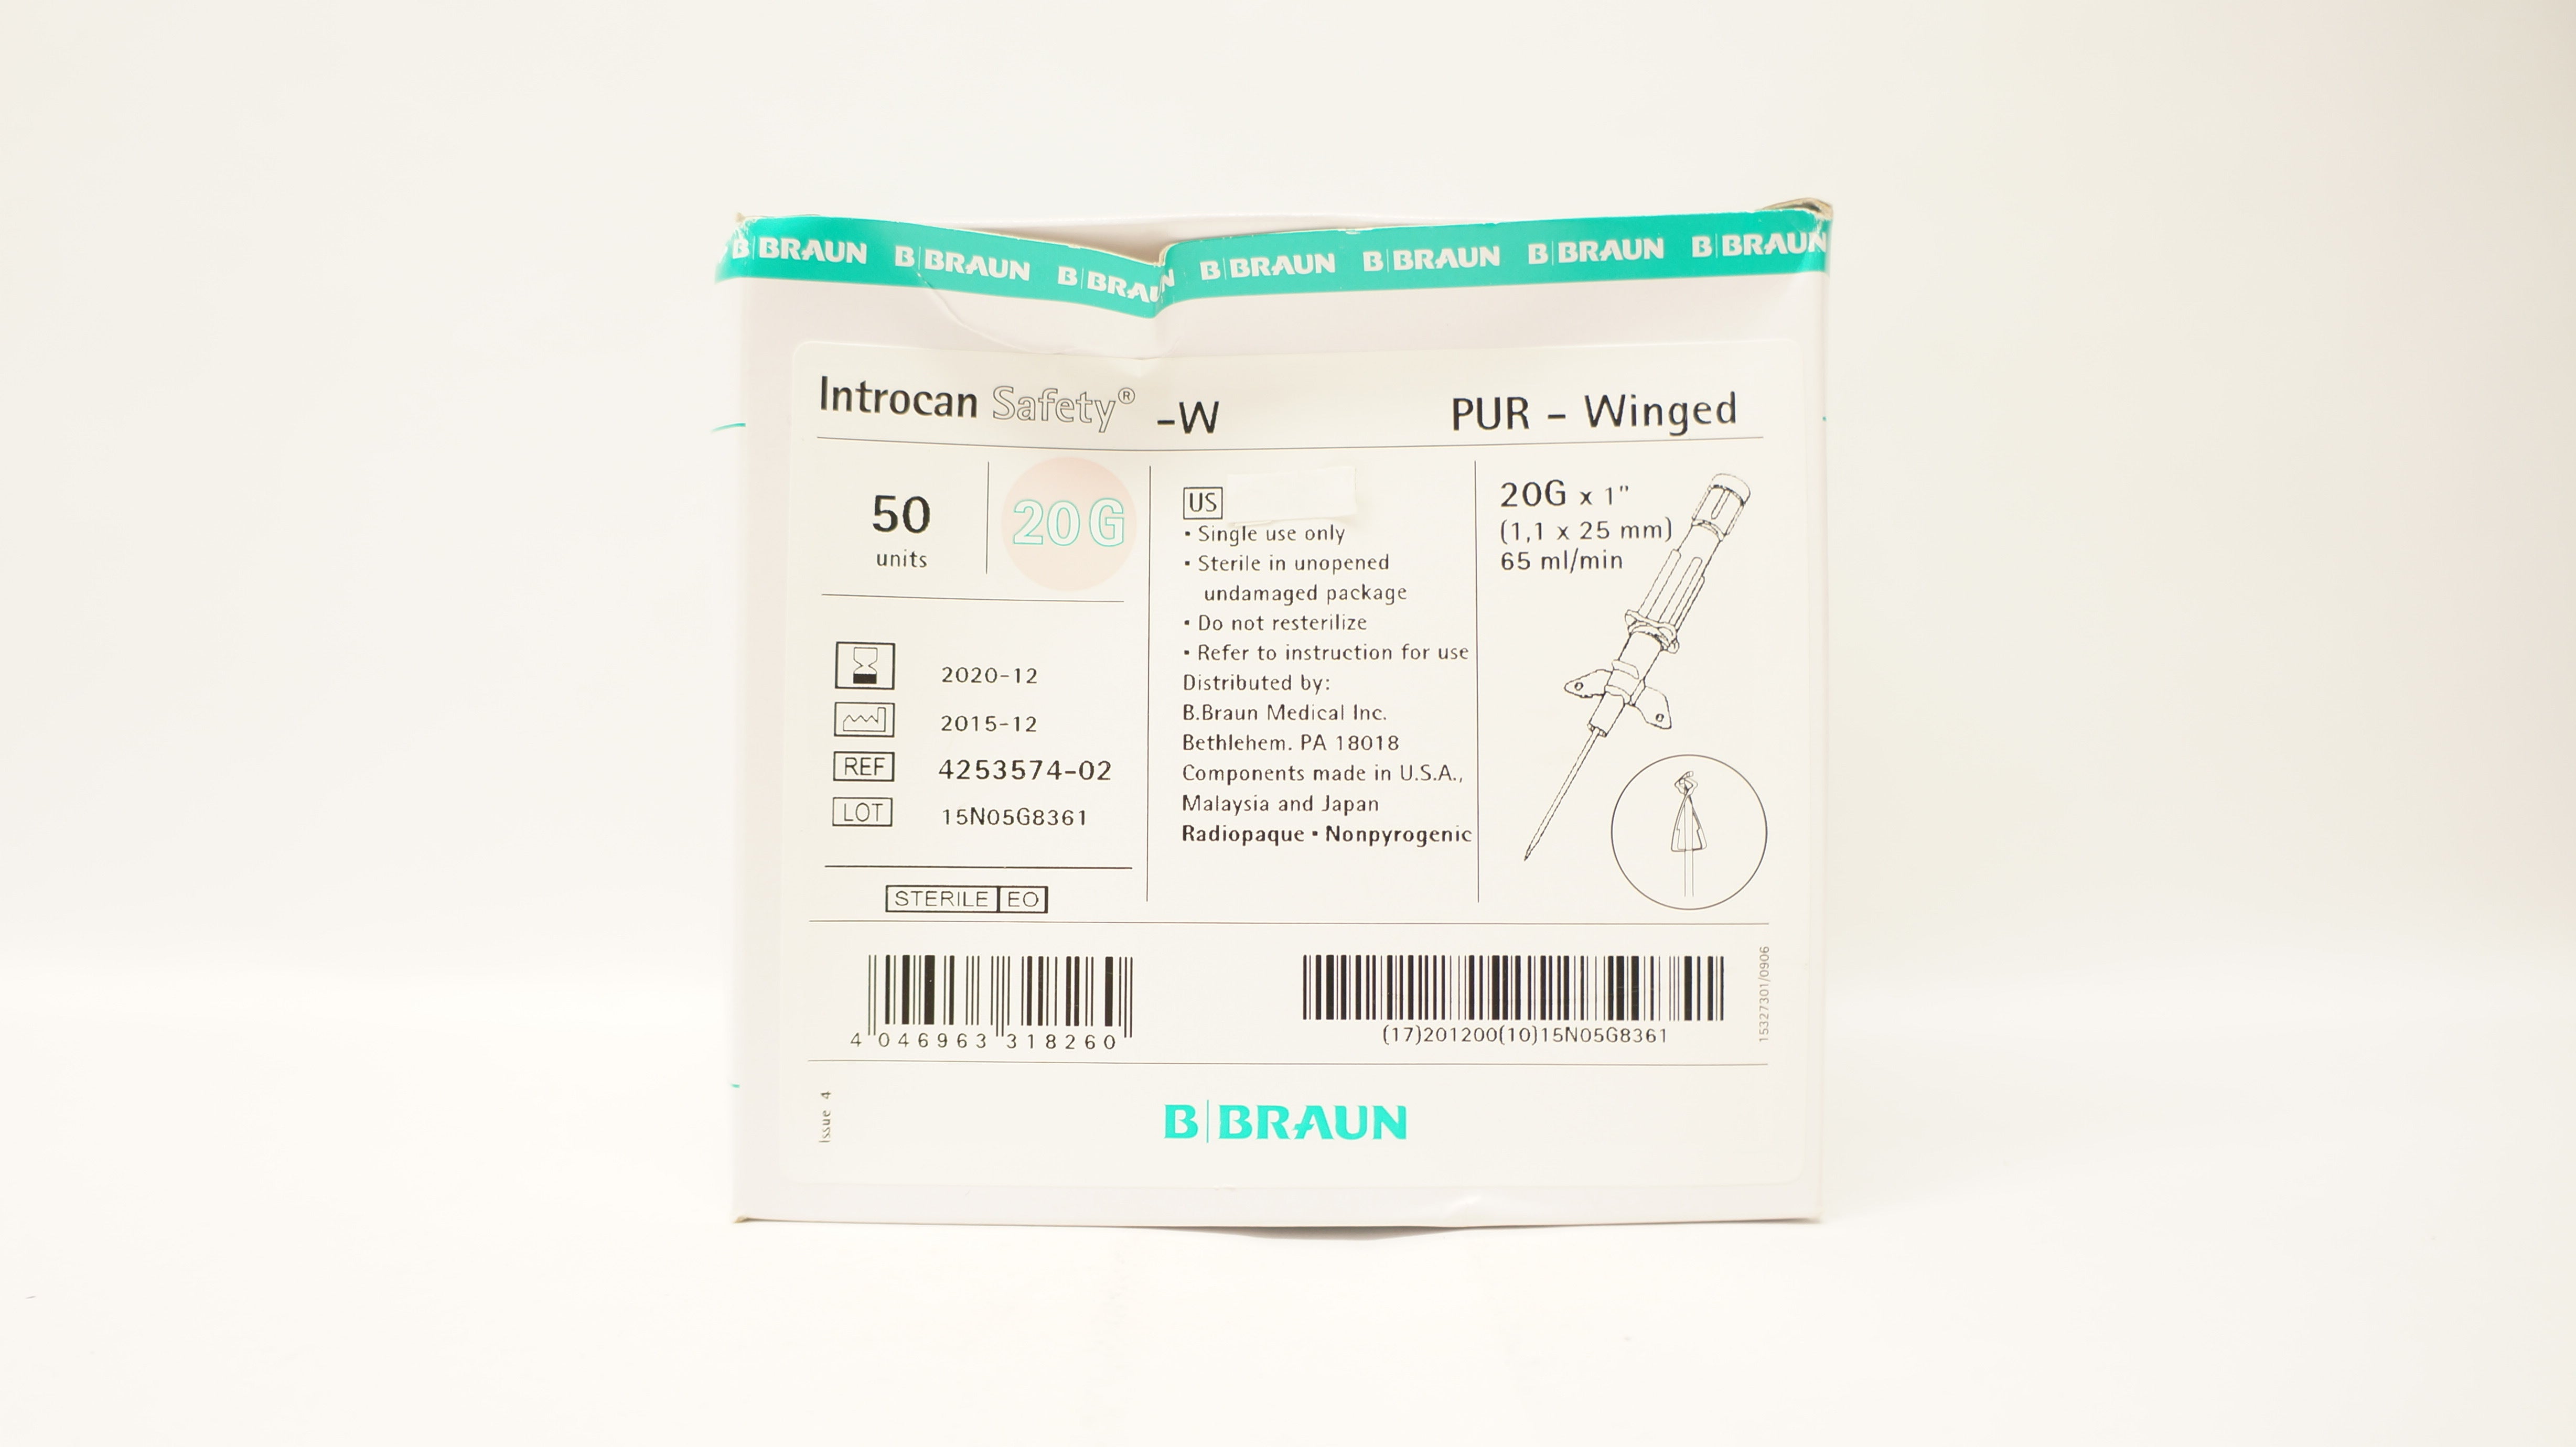 B|BRAUN B|BRAUN B|BRAUN B|BRAUN B|BRAUN B|BRAUN B|BRAUN
Introcan Safety® -W
PUR - Winged
50
units
20G
2020-12
2015-12
REF 4253574-02
LOT 15N05G8361
STERILE EO
US
• Single use only
• Sterile in unopened
undamaged package
• Do not resterilize
• Refer to instruction for use
Distributed by:
B.Braun Medical Inc.
Bethlehem. PA 18018
Components made in U.S.A.,
Malaysia and Japan
Radiopaque • Nonpyrogenic
20G x 1"
(1,1 x 25 mm)
65 ml/min
4 046963 318260
(17)201200(10)15N05G8361
15327301/0906
Issue 4
B|BRAUN